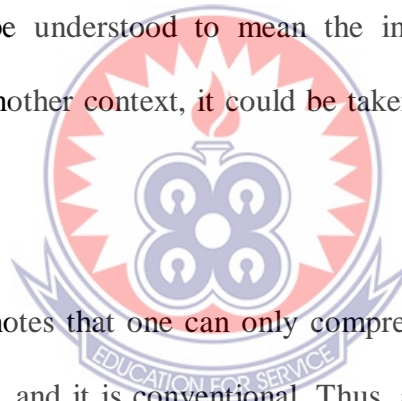 be understood to mean the in
nother context, it could be taken
notes that one can only compre
EDUCATION FOR SERVICE
and it is conventional. Thus,